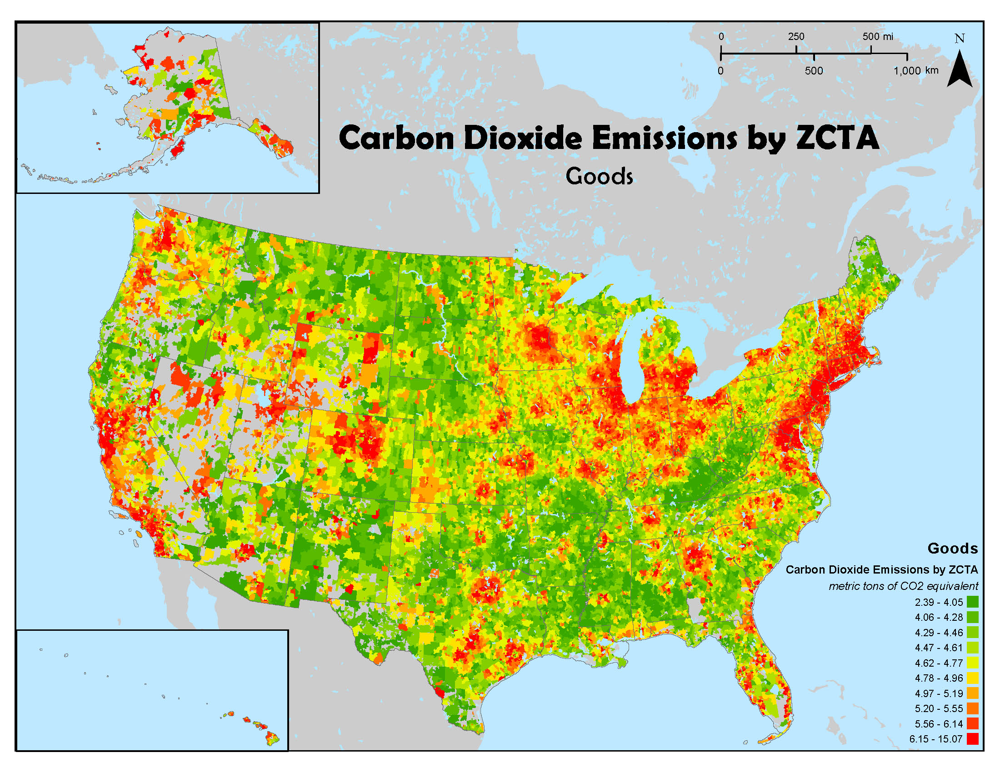 0 250 500 mi
0 500 1,000 km
N
Carbon Dioxide Emissions by ZCTA
Goods
Goods
Carbon Dioxide Emissions by ZCTA
metric tons of CO2 equivalent
2.39 - 4.05
4.06 - 4.28
4.29 - 4.46
4.47 - 4.61
4.62 - 4.77
4.78 - 4.96
4.97 - 5.19
5.20 - 5.55
5.56 - 6.14
6.15 - 15.07